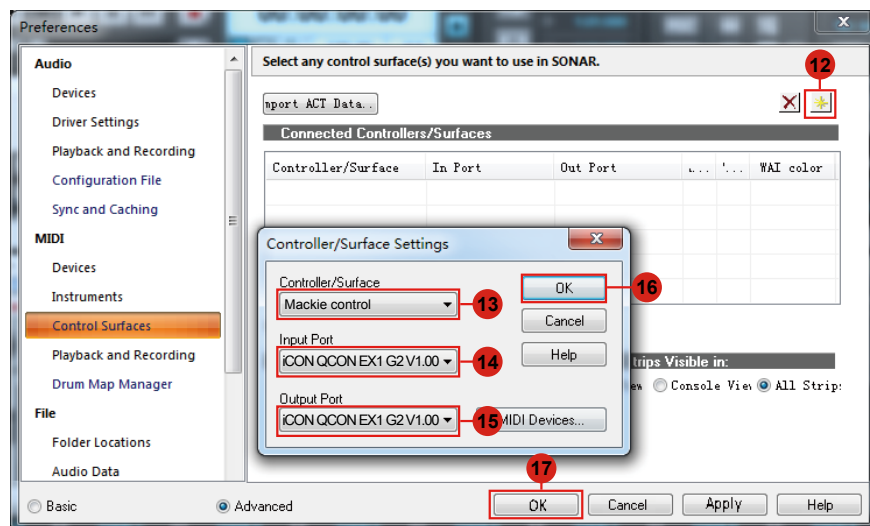 Preferences
x
Audio
Devices
Driver Settings
Playback and Recording
Configuration File
Sync and Caching
MIDI
Devices
Instruments
Control Surfaces
Playback and Recording
Drum Map Manager
File
Folder Locations
Audio Data
Basic
Advanced
Select any control surface(s) you want to use in SONAR.
12
mport ACT Data..
Connected Controllers/Surfaces
Controller/Surface In Port Out Port ... '... WAI color
Controller/Surface Settings
x
Controller/Surface
Mackie control
13
Input Port
iCON QCON EX1 G2 V1.00
14
Output Port
iCON QCON EX1 G2 V1.00
15
OK
16
Cancel
Help
MIDI Devices...
trips Visible in:
Console Vie All Strip:
17
OK Cancel Apply Help